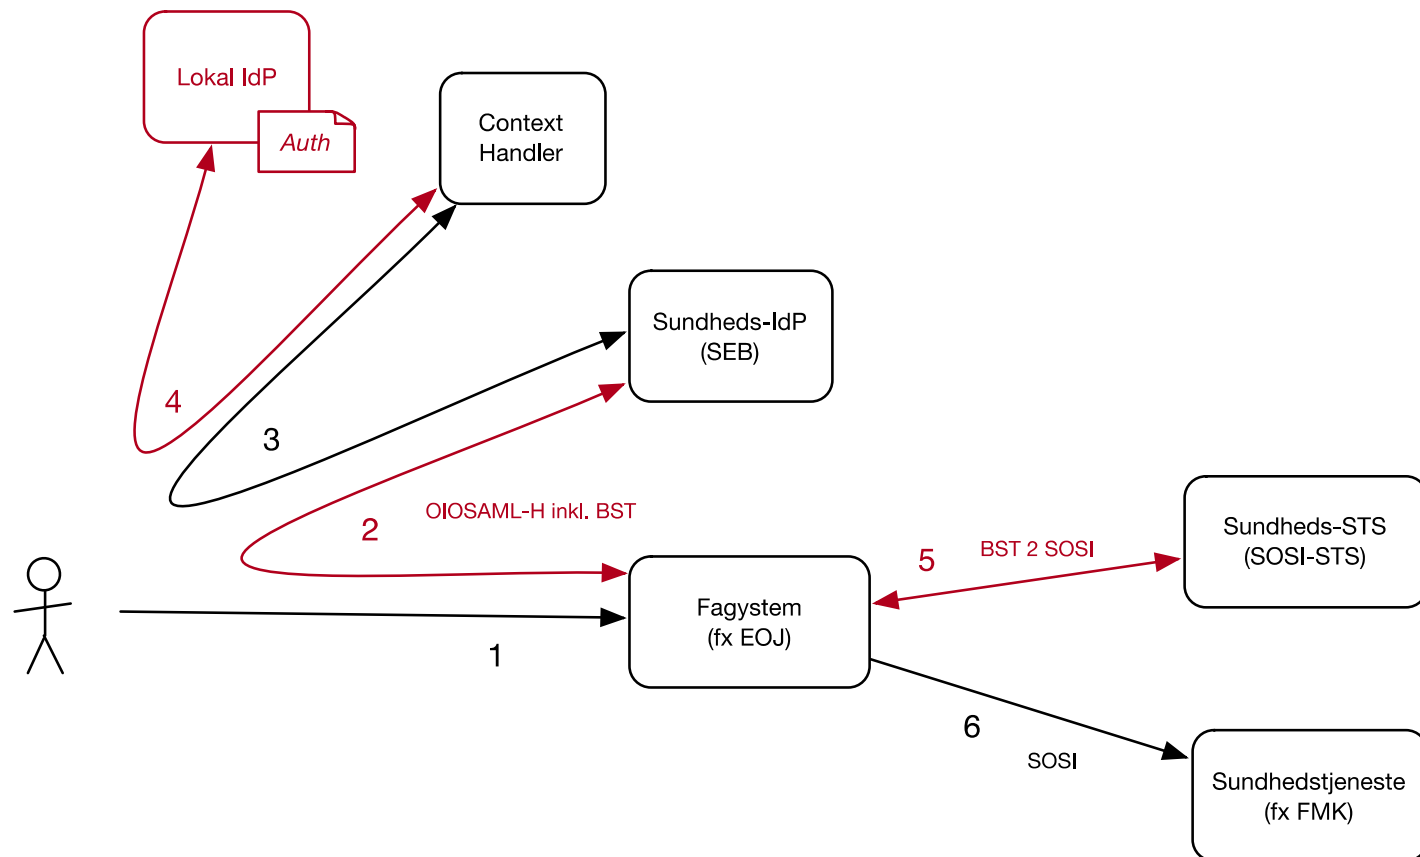 Lokal IdP
Auth
Context
Handler
Sundheds-IdP
(SEB)
4
3
2
OIOSAML-H inkl. BST
5
BST 2 SOSI
Sundheds-STS
(SOSI-STS)
Fagystem
(fx EOJ)
1
6
SOSI
Sundhedstjeneste
(fx FMK)